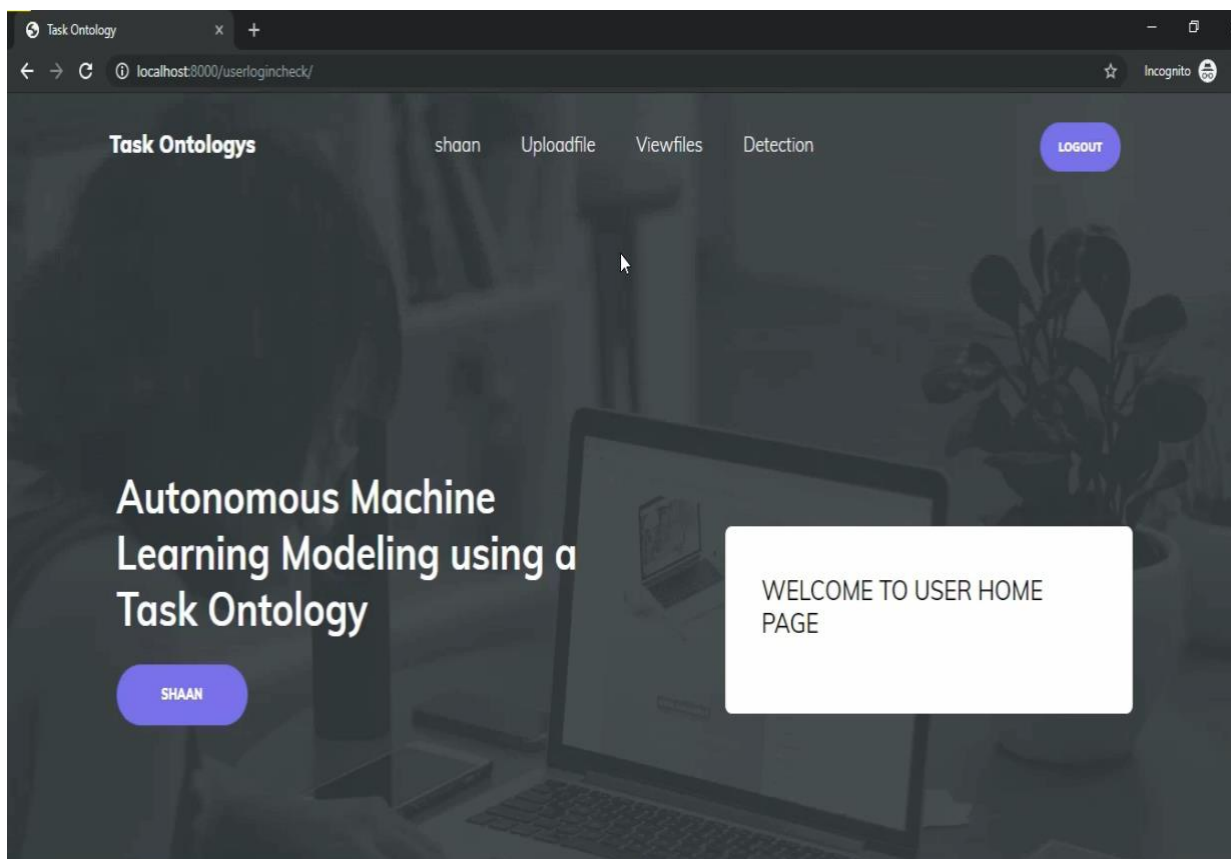 Task Ontology
localhost:8000/userlogincheck/
Incognito
Task Ontologys shaan Uploadfile Viewfiles Detection LOGOUT
Autonomous Machine
Learning Modeling using a
Task Ontology
SHAAN
WELCOME TO USER HOME
PAGE